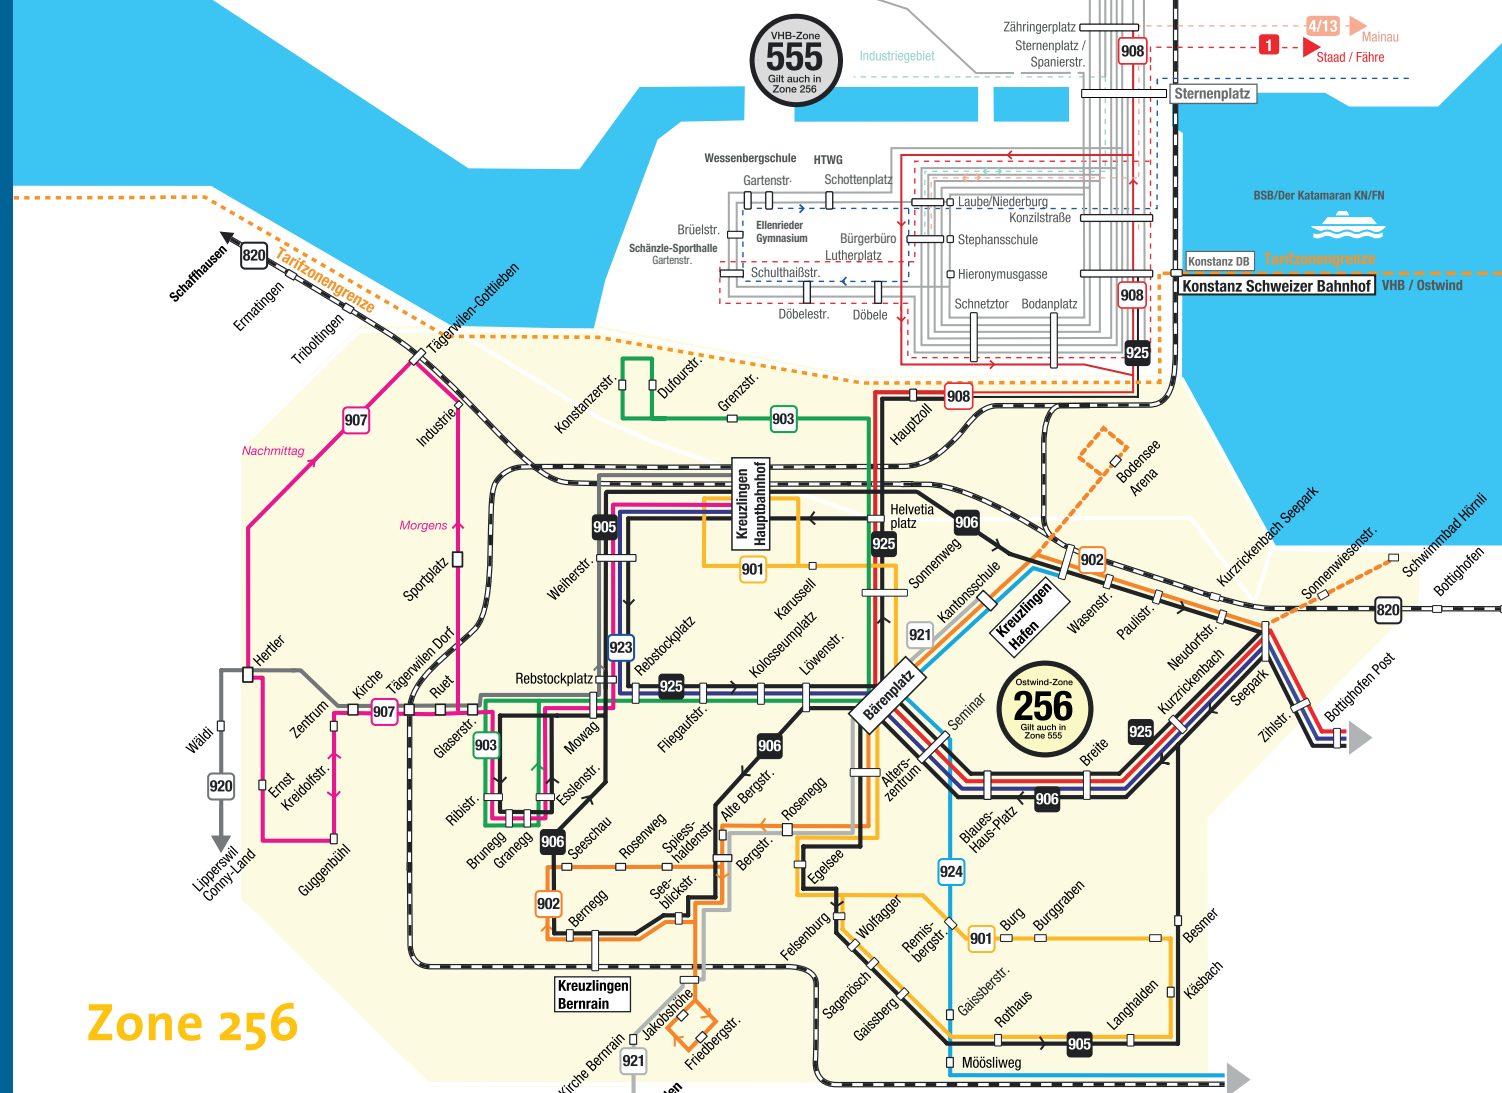 VHB-Zone
555
Gilt auch in
Zone 256
Industriegebiet
Zähringerplatz
Sternenplatz /
Spanierstr.
908
4/13
Mainau
1
Staad / Fähre
Sternenplatz
Wessenbergschule
HTWG
Gartenstr.
Schottenplatz
Laube/Niederburg
Konzilstraße
Ellenrieder
Gymnasium
Brüelstr.
Schänzle-Sporthalle
Gartenstr.
Bürgerbüro
Lutherplatz
Stephansschule
Schulthaißstr.
Hieronymusgasse
Döbelestr.
Döbele
Schnetztor
Bodanplatz
908
925
BSB/Der Katamaran KN/FN
Konstanz DB
Tarifzonengrenze
Konstanz Schweizer Bahnhof
VHB / Ostwind
Schaffhausen
820
Tarifzonengrenze
Ermatingen
Triboltingen
Tägerwilen-Gottlieben
907
Industrie
Nachmittag
Morgens
Sportplatz
Konstanzerstr.
Dufourstr.
Grenzstr.
903
Hauptzoll
908
Kreuzlingen
Hauptbahnhof
905
Weiherstr.
901
Karussell
Helvetia
platz
925
906
Sonnenweg
Kantonsschule
921
Kreuzlingen
Hafen
Bodensee
Arena
902
Wasenstr.
Paulistr.
Neudorfstr.
Kurzrickenbach Seepark
Sonnenwiesenstr.
Schwimmbad Hörnli
Bottighofen
820
Hertler
Wäldi
920
Lipperswil
Conny-Land
Ernst
Kreidolfstr.
Guggenbühl
Zentrum
Kirche
907
Tägerwilen Dorf
Ruet
Glaserstr.
903
Ribistr.
Brunegg
Granegg
Esslenstr.
Mowag
Rebstockplatz
923
Rebstockplatz
925
Fliegaufstr.
Kolosseumplatz
Löwenstr.
906
Bärenplatz
Ostwind-Zone
256
Gilt auch in
Zone 555
Seminar
Alters-
zentrum
Blaues-
Haus-Platz
906
Breite
925
Kurzrickenbach
Seepark
Zihlstr.
Bottighofen Post
906
Seeschau
Rosenweg
Spiess-
haldenstr.
Alte Bergstr.
Bergstr.
Rosenegg
902
Bernegg
See-
blickstr.
Kreuzlingen
Bernrain
Egelsee
Felsenburg
Wolfagger
Remis-
bergstr.
924
901
Burg
Burggraben
Besmer
Käsbach
Langhalden
905
Rothaus
Gaissberstr.
Gaissberg
Sagenösch
Möösliweg
Jakobshöhe
Friedbergstr.
Kirche Bernrain
921
Zone 256